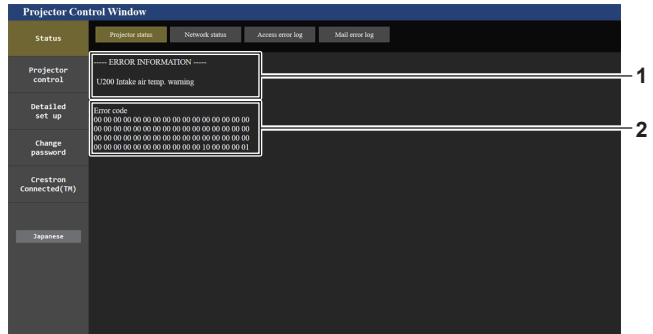 Projector Control Window
Status
Projector status
Network status
Access error log
Mail error log
Projector
control
Detailed
set up
Change
password
Crestron
Connected(TM)
Japanese
----- ERROR INFORMATION -----
U200 Intake air temp. warning
1
Error code
00 00 00 00 00 00 00 00 00 00 00 00 00 00 00 00
00 00 00 00 00 00 00 00 00 00 00 00 00 00 00 00
00 00 00 00 00 00 00 00 00 00 00 00 00 00 00 00
00 00 00 00 00 00 00 00 00 00 00 10 00 00 00 01
2